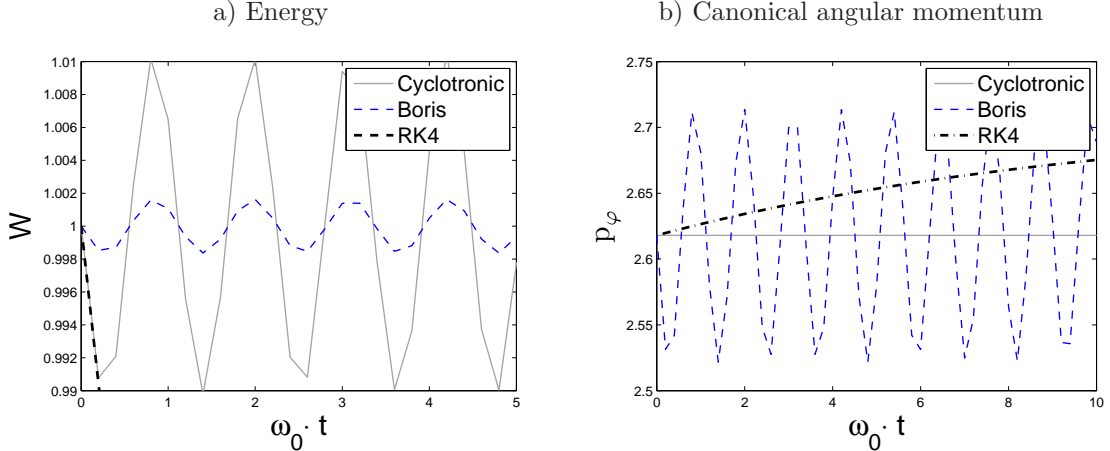 a) Energy
1.01
1.008
1.006
1.004
1.002
1
0.998
0.996
0.994
0.992
0.99
W
0 1 2 3 4 5
ω₀· t
Cyclotronic
Boris
RK4
b) Canonical angular momentum
2.75
2.7
2.65
2.6
2.55
2.5
pφ
0 2 4 6 8 10
ω₀· t
Cyclotronic
Boris
RK4